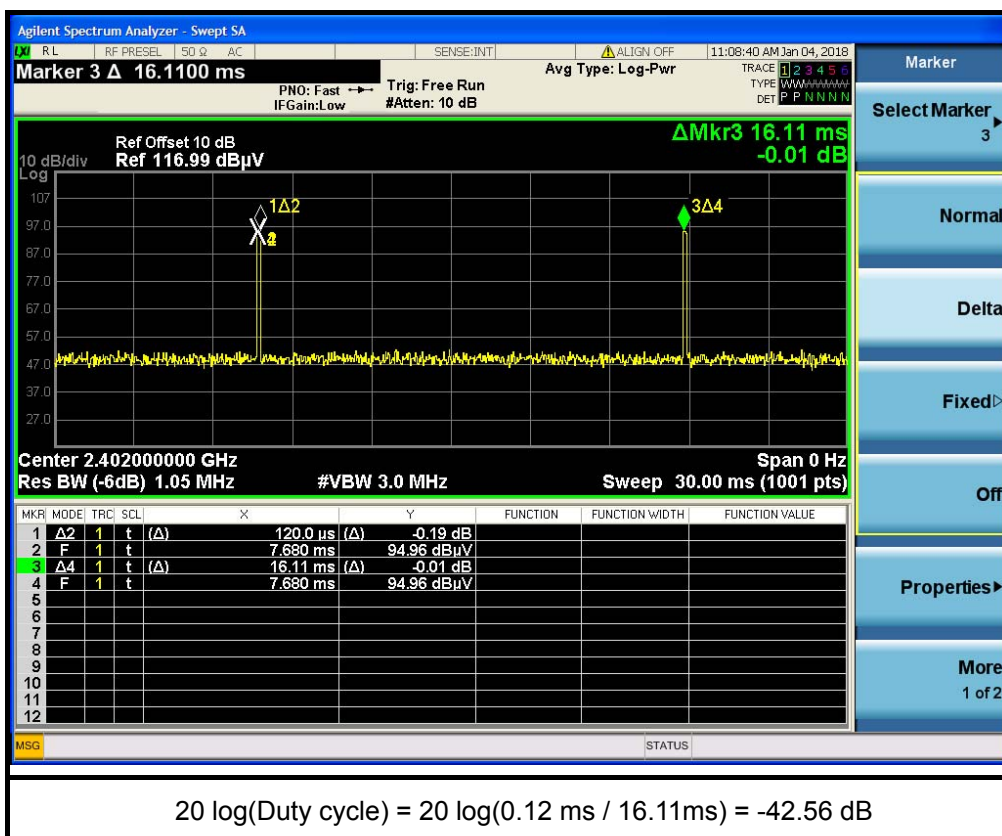 Agilent Spectrum Analyzer - Swept SA
LXI RL RF PRESEL 50 Ω AC SENSE:INT ALIGN OFF 11:08:40 AM Jan 04, 2018
Marker 3 Δ 16.1100 ms
PNO: Fast
IFGain:Low
Trig: Free Run
#Atten: 10 dB
Avg Type: Log-Pwr
TRACE 1 2 3 4 5 6
TYPE
DET P P N N N N
Ref Offset 10 dB
10 dB/div Ref 116.99 dBµV
Log
ΔMkr3 16.11 ms
-0.01 dB
107
97.0
87.0
77.0
67.0
57.0
47.0
37.0
27.0
1Δ2
3Δ4
Center 2.402000000 GHz Span 0 Hz
Res BW (-6dB) 1.05 MHz #VBW 3.0 MHz Sweep 30.00 ms (1001 pts)
MKR MODE TRC SCL X Y FUNCTION FUNCTION WIDTH FUNCTION VALUE
1 Δ2 1 t (Δ) 120.0 µs (Δ) -0.19 dB
2 F 1 t 7.680 ms 94.96 dBµV
3 Δ4 1 t (Δ) 16.11 ms (Δ) -0.01 dB
4 F 1 t 7.680 ms 94.96 dBµV
5
6
7
8
9
10
11
12
MSG STATUS
Marker
Select Marker
3
Normal
Delta
Fixed
Off
Properties
More
1 of 2
20 log(Duty cycle) = 20 log(0.12 ms / 16.11ms) = -42.56 dB